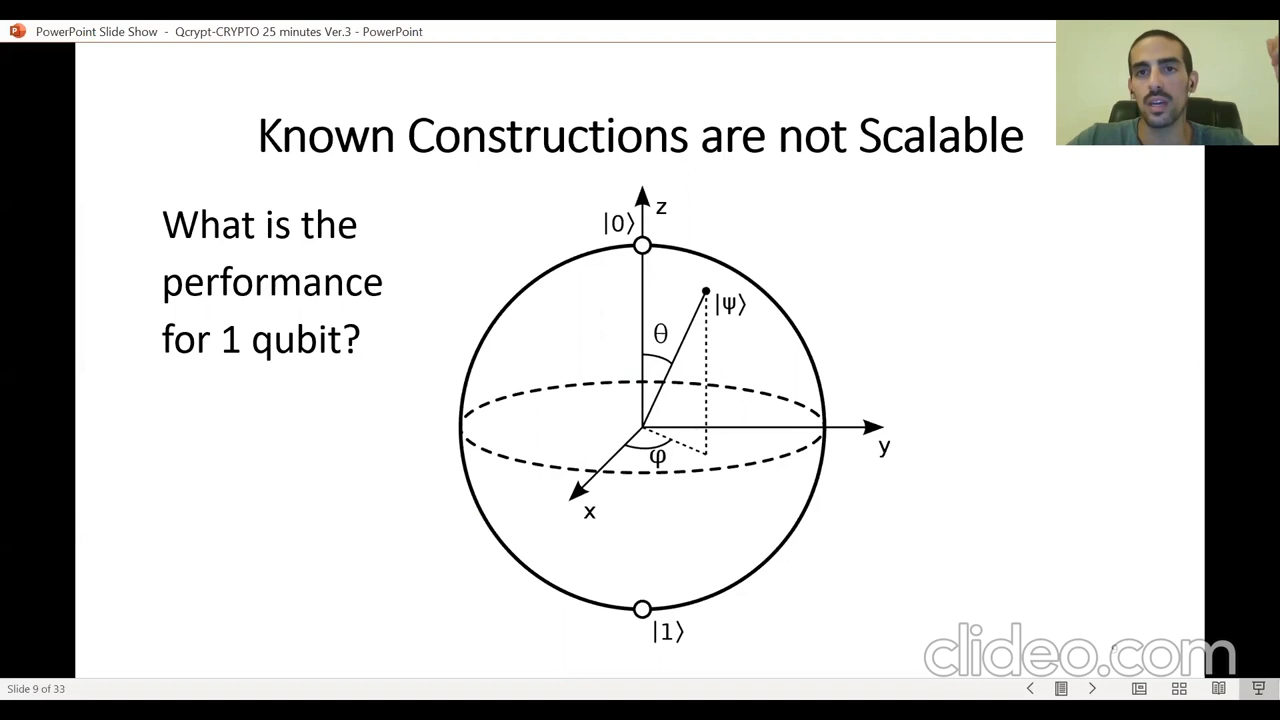 PowerPoint Slide Show - Qcrypt-CRYPTO 25 minutes Ver.3 - PowerPoint
Known Constructions are not Scalable
What is the
performance
for 1 qubit?
z
|0⟩
|ψ⟩
θ
φ
y
x
|1⟩
clideo.com
Slide 9 of 33